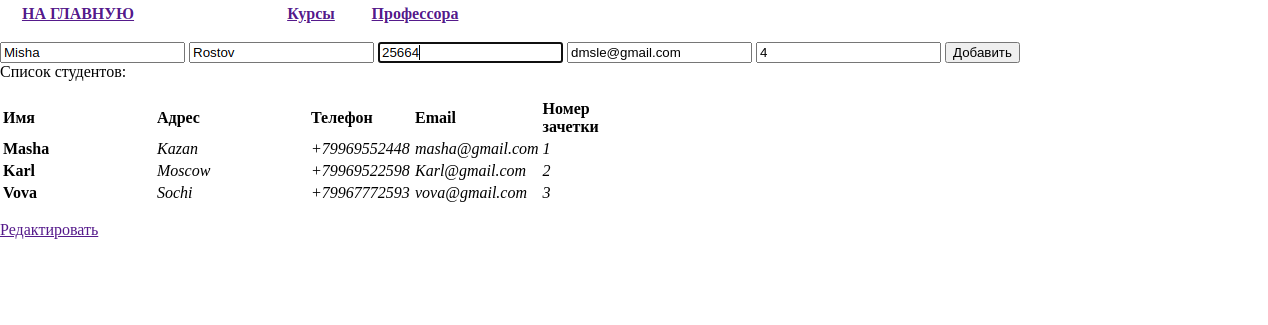 НА ГЛАВНУЮ Курсы Профессора
Misha Rostov 25664 dmsle@gmail.com 4 Добавить
Список студентов:
Имя Адрес Телефон Email Номер зачетки
Masha Kazan +79969552448 masha@gmail.com 1
Karl Moscow +79969522598 Karl@gmail.com 2
Vova Sochi +79967772593 vova@gmail.com 3
Редактировать